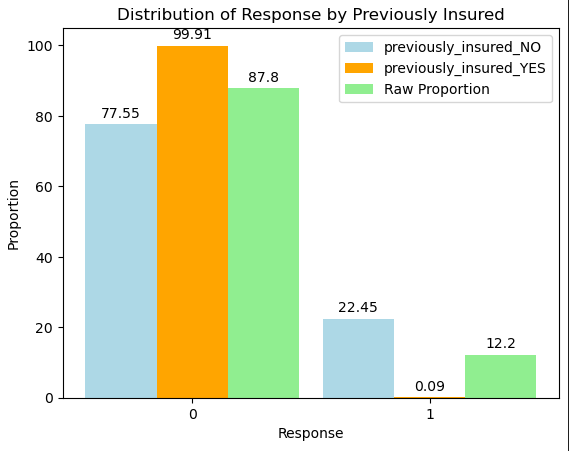 Distribution of Response by Previously Insured
99.91
87.8
77.55
22.45
0.09
12.2
previously_insured_NO
previously_insured_YES
Raw Proportion
100
80
60
40
20
0
Proportion
0
1
Response